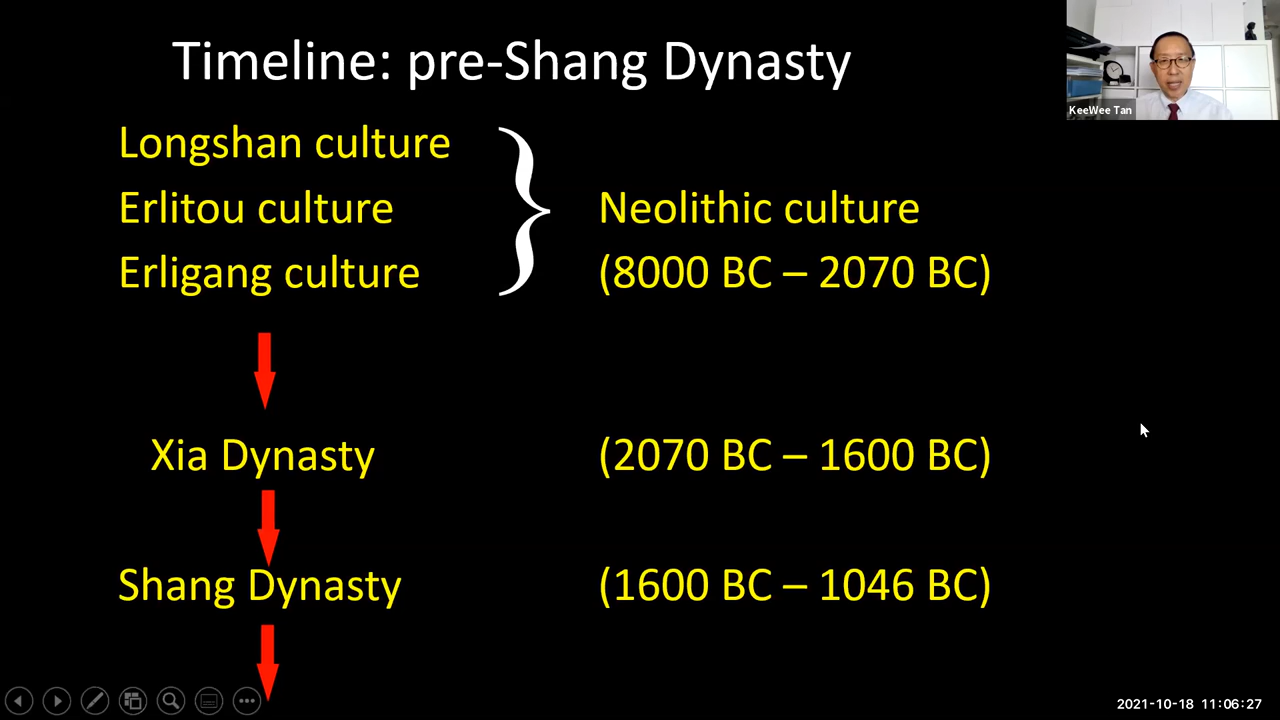 Timeline: pre-Shang Dynasty
KeeWee Tan
Longshan culture
Erlitou culture
Neolithic culture
Erligang culture
(8000 BC – 2070 BC)
Xia Dynasty
(2070 BC – 1600 BC)
Shang Dynasty
(1600 BC – 1046 BC)
2021-10-18 11:06:27